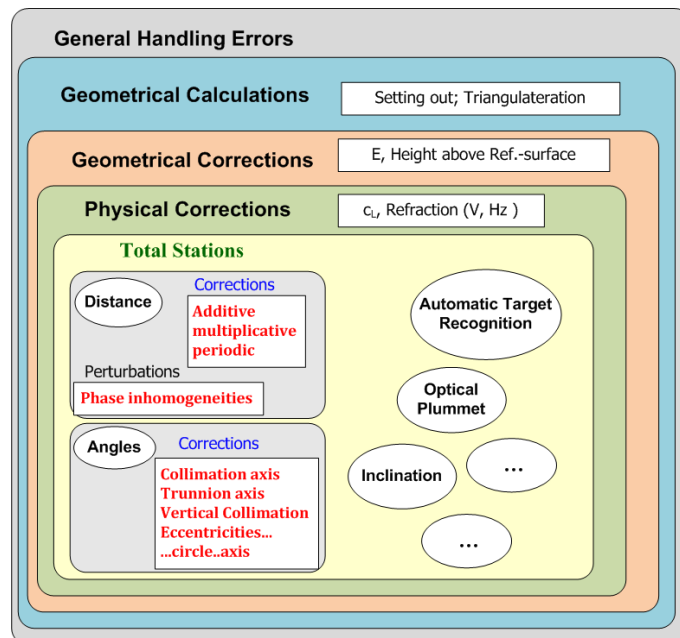 General Handling Errors
Geometrical Calculations
Setting out; Triangulateration
Geometrical Corrections
E, Height above Ref.-surface
Physical Corrections
cL, Refraction (V, Hz )
Total Stations
Distance
Corrections
Additive
multiplicative
periodic
Perturbations
Phase inhomogeneities
Angles
Corrections
Collimation axis
Trunnion axis
Vertical Collimation
Eccentricities...
...circle..axis
Automatic Target
Recognition
Optical
Plummet
Inclination
...
...